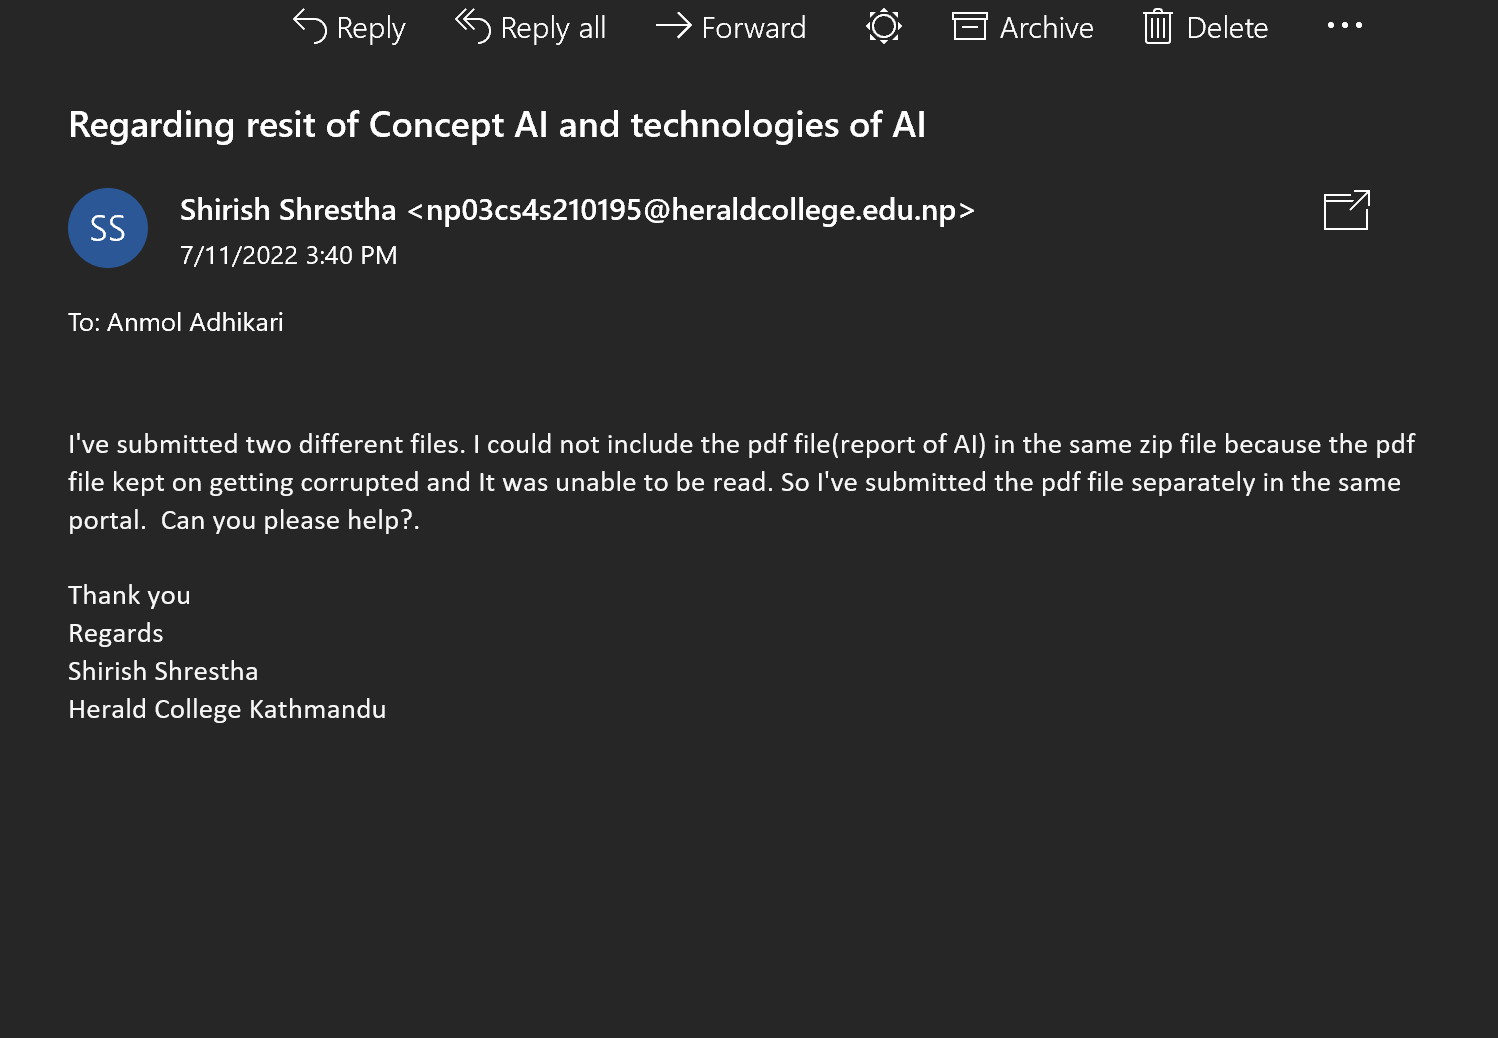 Reply Reply all Forward Archive Delete
Regarding resit of Concept AI and technologies of AI
SS
Shirish Shrestha <np03cs4s210195@heraldcollege.edu.np>
7/11/2022 3:40 PM
To: Anmol Adhikari
I've submitted two different files. I could not include the pdf file(report of AI) in the same zip file because the pdf
file kept on getting corrupted and It was unable to be read. So I've submitted the pdf file separately in the same
portal.  Can you please help?.
Thank you
Regards
Shirish Shrestha
Herald College Kathmandu